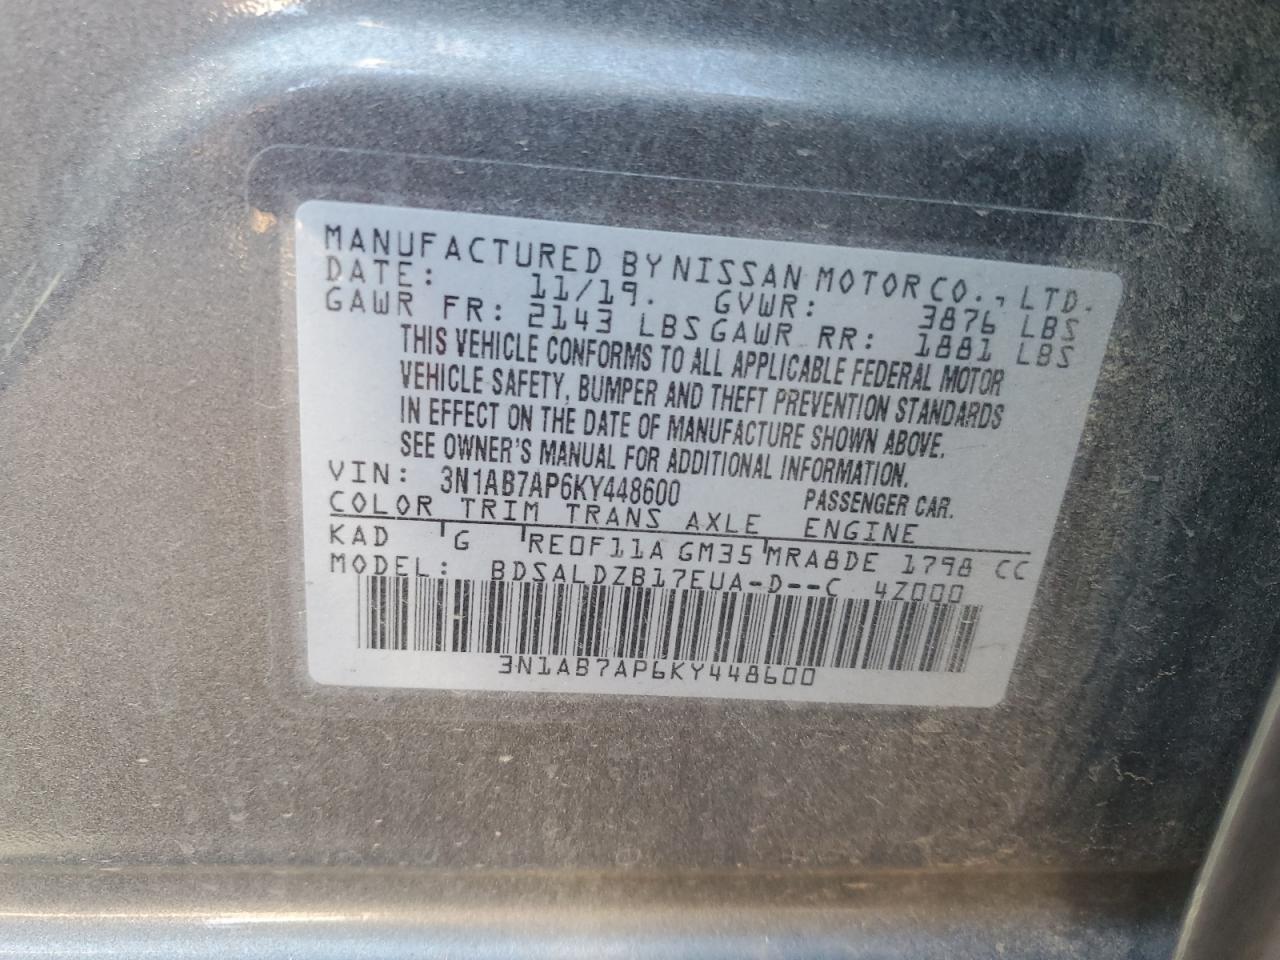 MANUFACTURED BY NISSAN MOTOR CO., LTD.
DATE: 11/19. GVWR: 3876 LBS
GAWR FR: 2143 LBS GAWR RR: 1881 LBS
THIS VEHICLE CONFORMS TO ALL APPLICABLE FEDERAL MOTOR
VEHICLE SAFETY, BUMPER AND THEFT PREVENTION STANDARDS
IN EFFECT ON THE DATE OF MANUFACTURE SHOWN ABOVE.
SEE OWNER'S MANUAL FOR ADDITIONAL INFORMATION.
VIN: 3N1AB7AP6KY448600 PASSENGER CAR.
COLOR TRIM TRANS AXLE ENGINE
KAD G RE0F11A GM35 MRA8DE 1798 CC
MODEL: BDSALDZB17EUA-D--C 4Z000
3N1AB7AP6KY448600